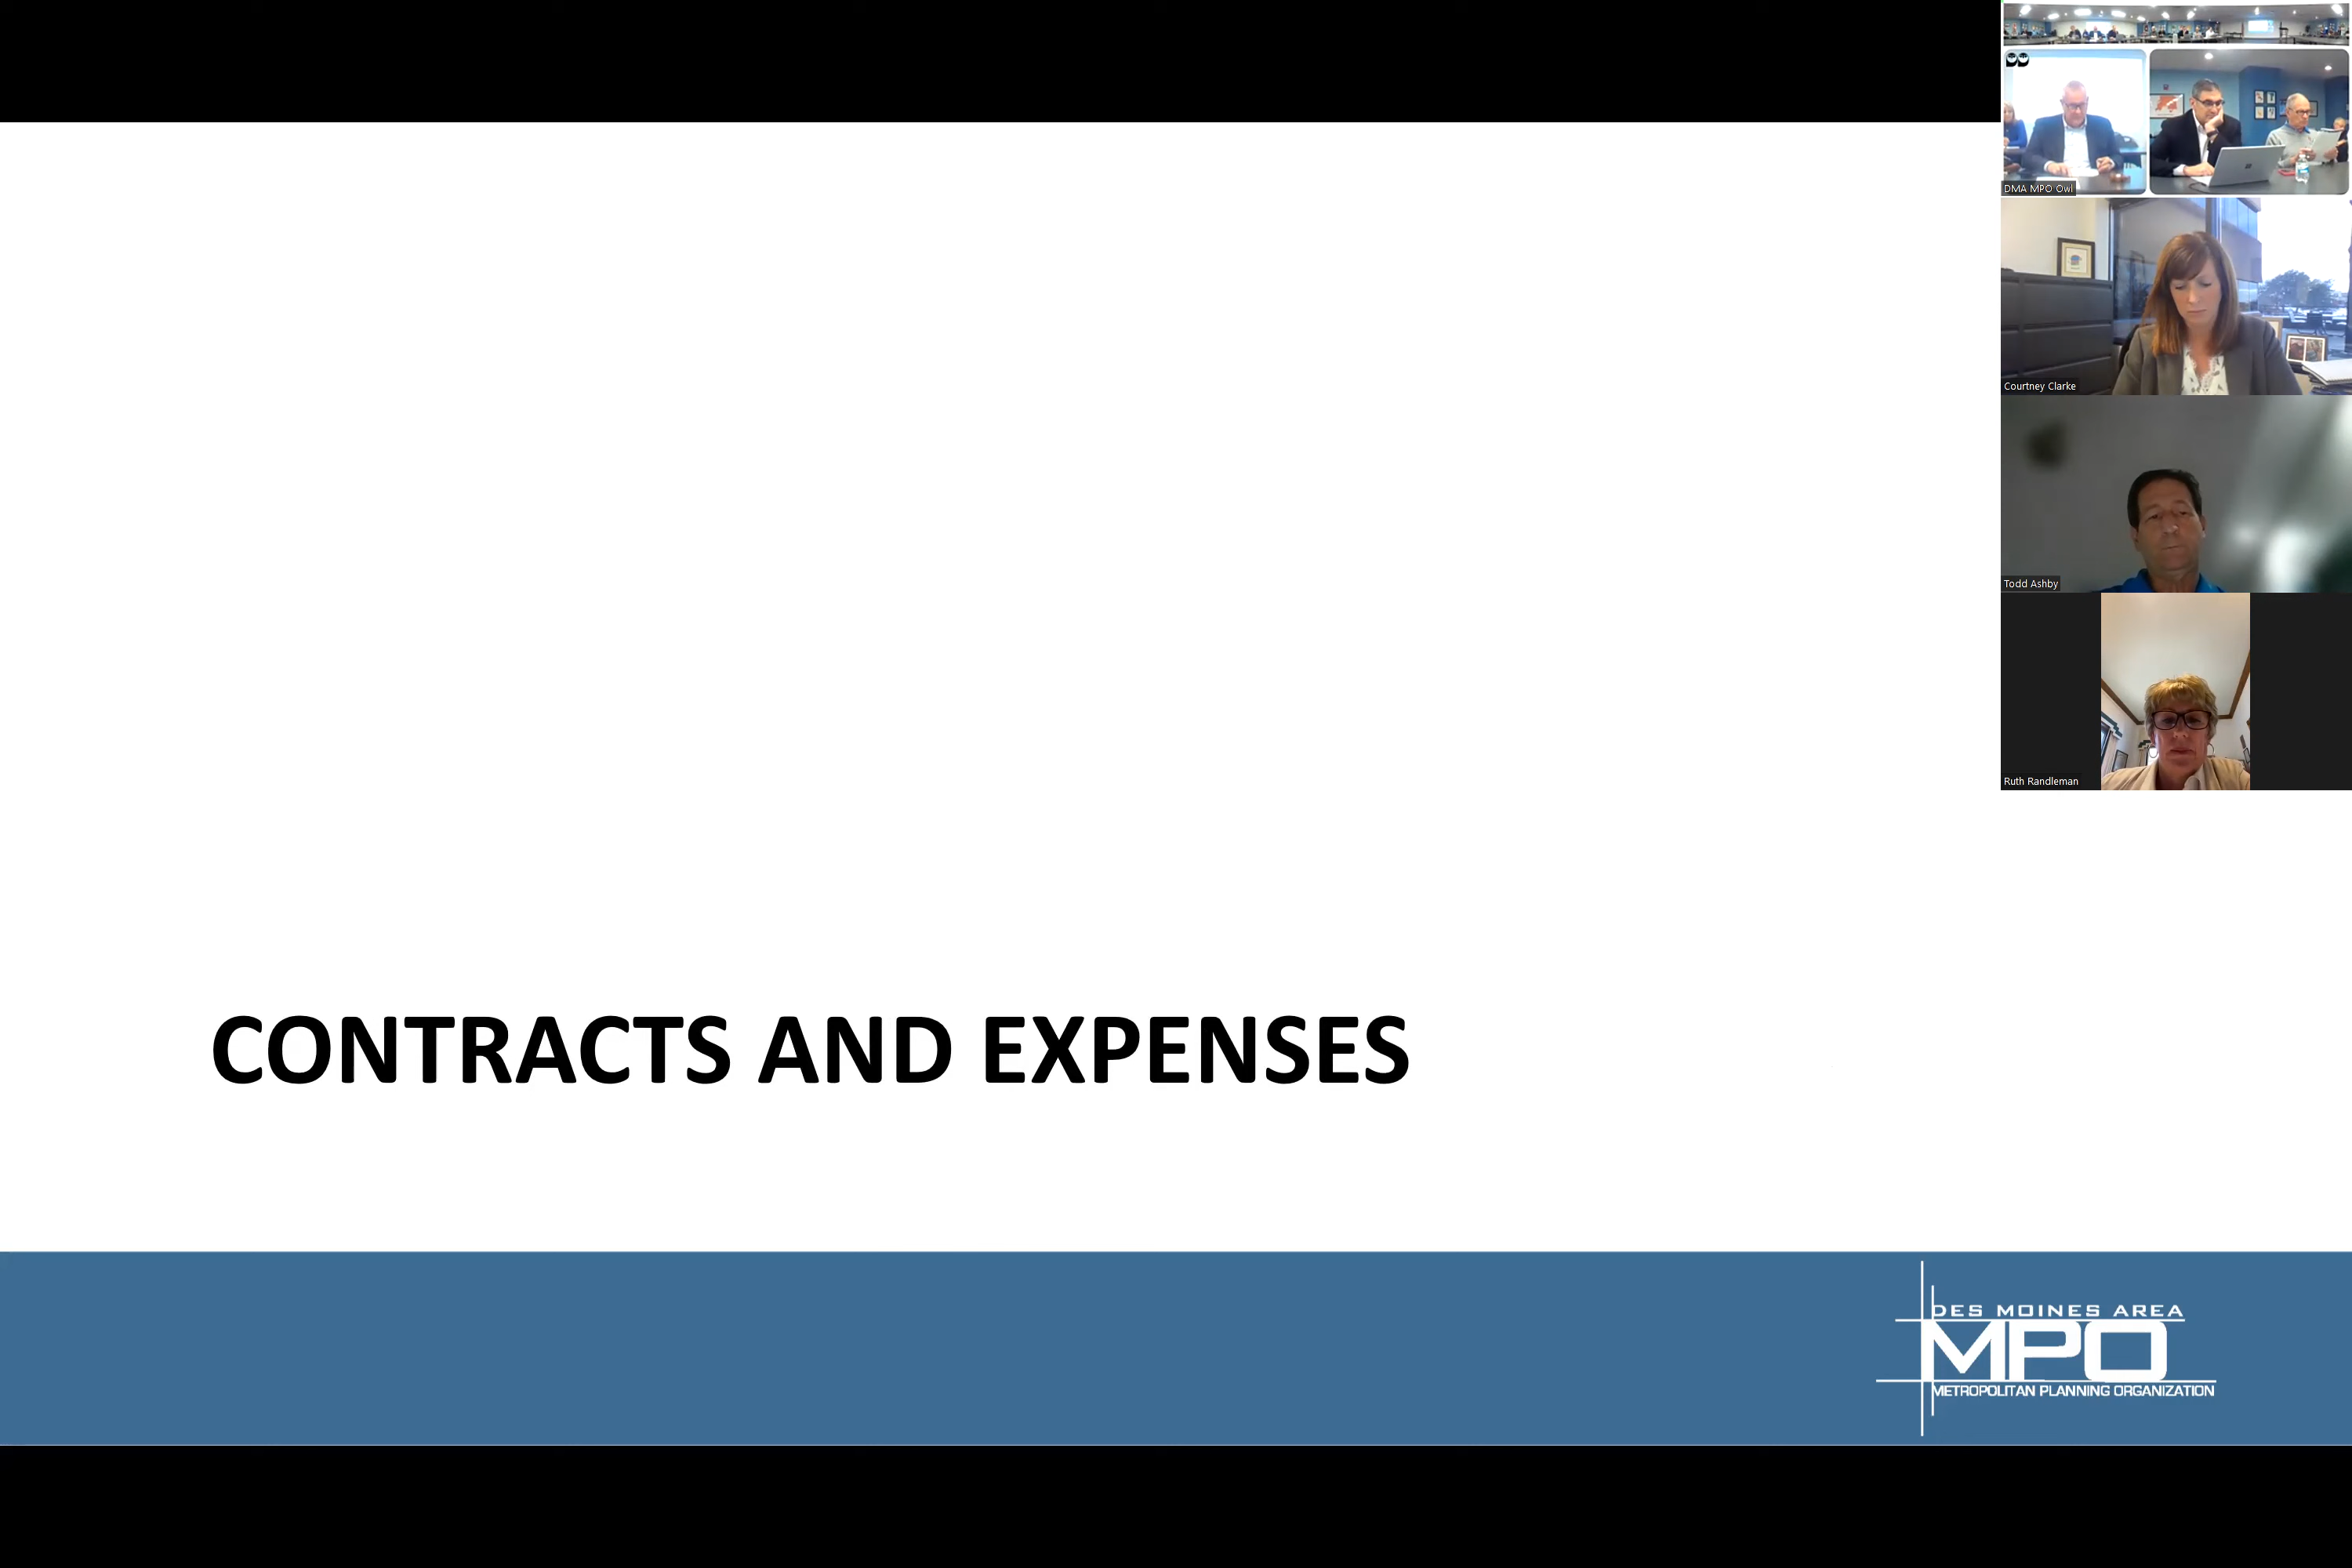 DMA MPO Owl
Courtney Clarke
Todd Ashby
Ruth Randleman
CONTRACTS AND EXPENSES
DES MOINES AREA
MPO
METROPOLITAN PLANNING ORGANIZATION